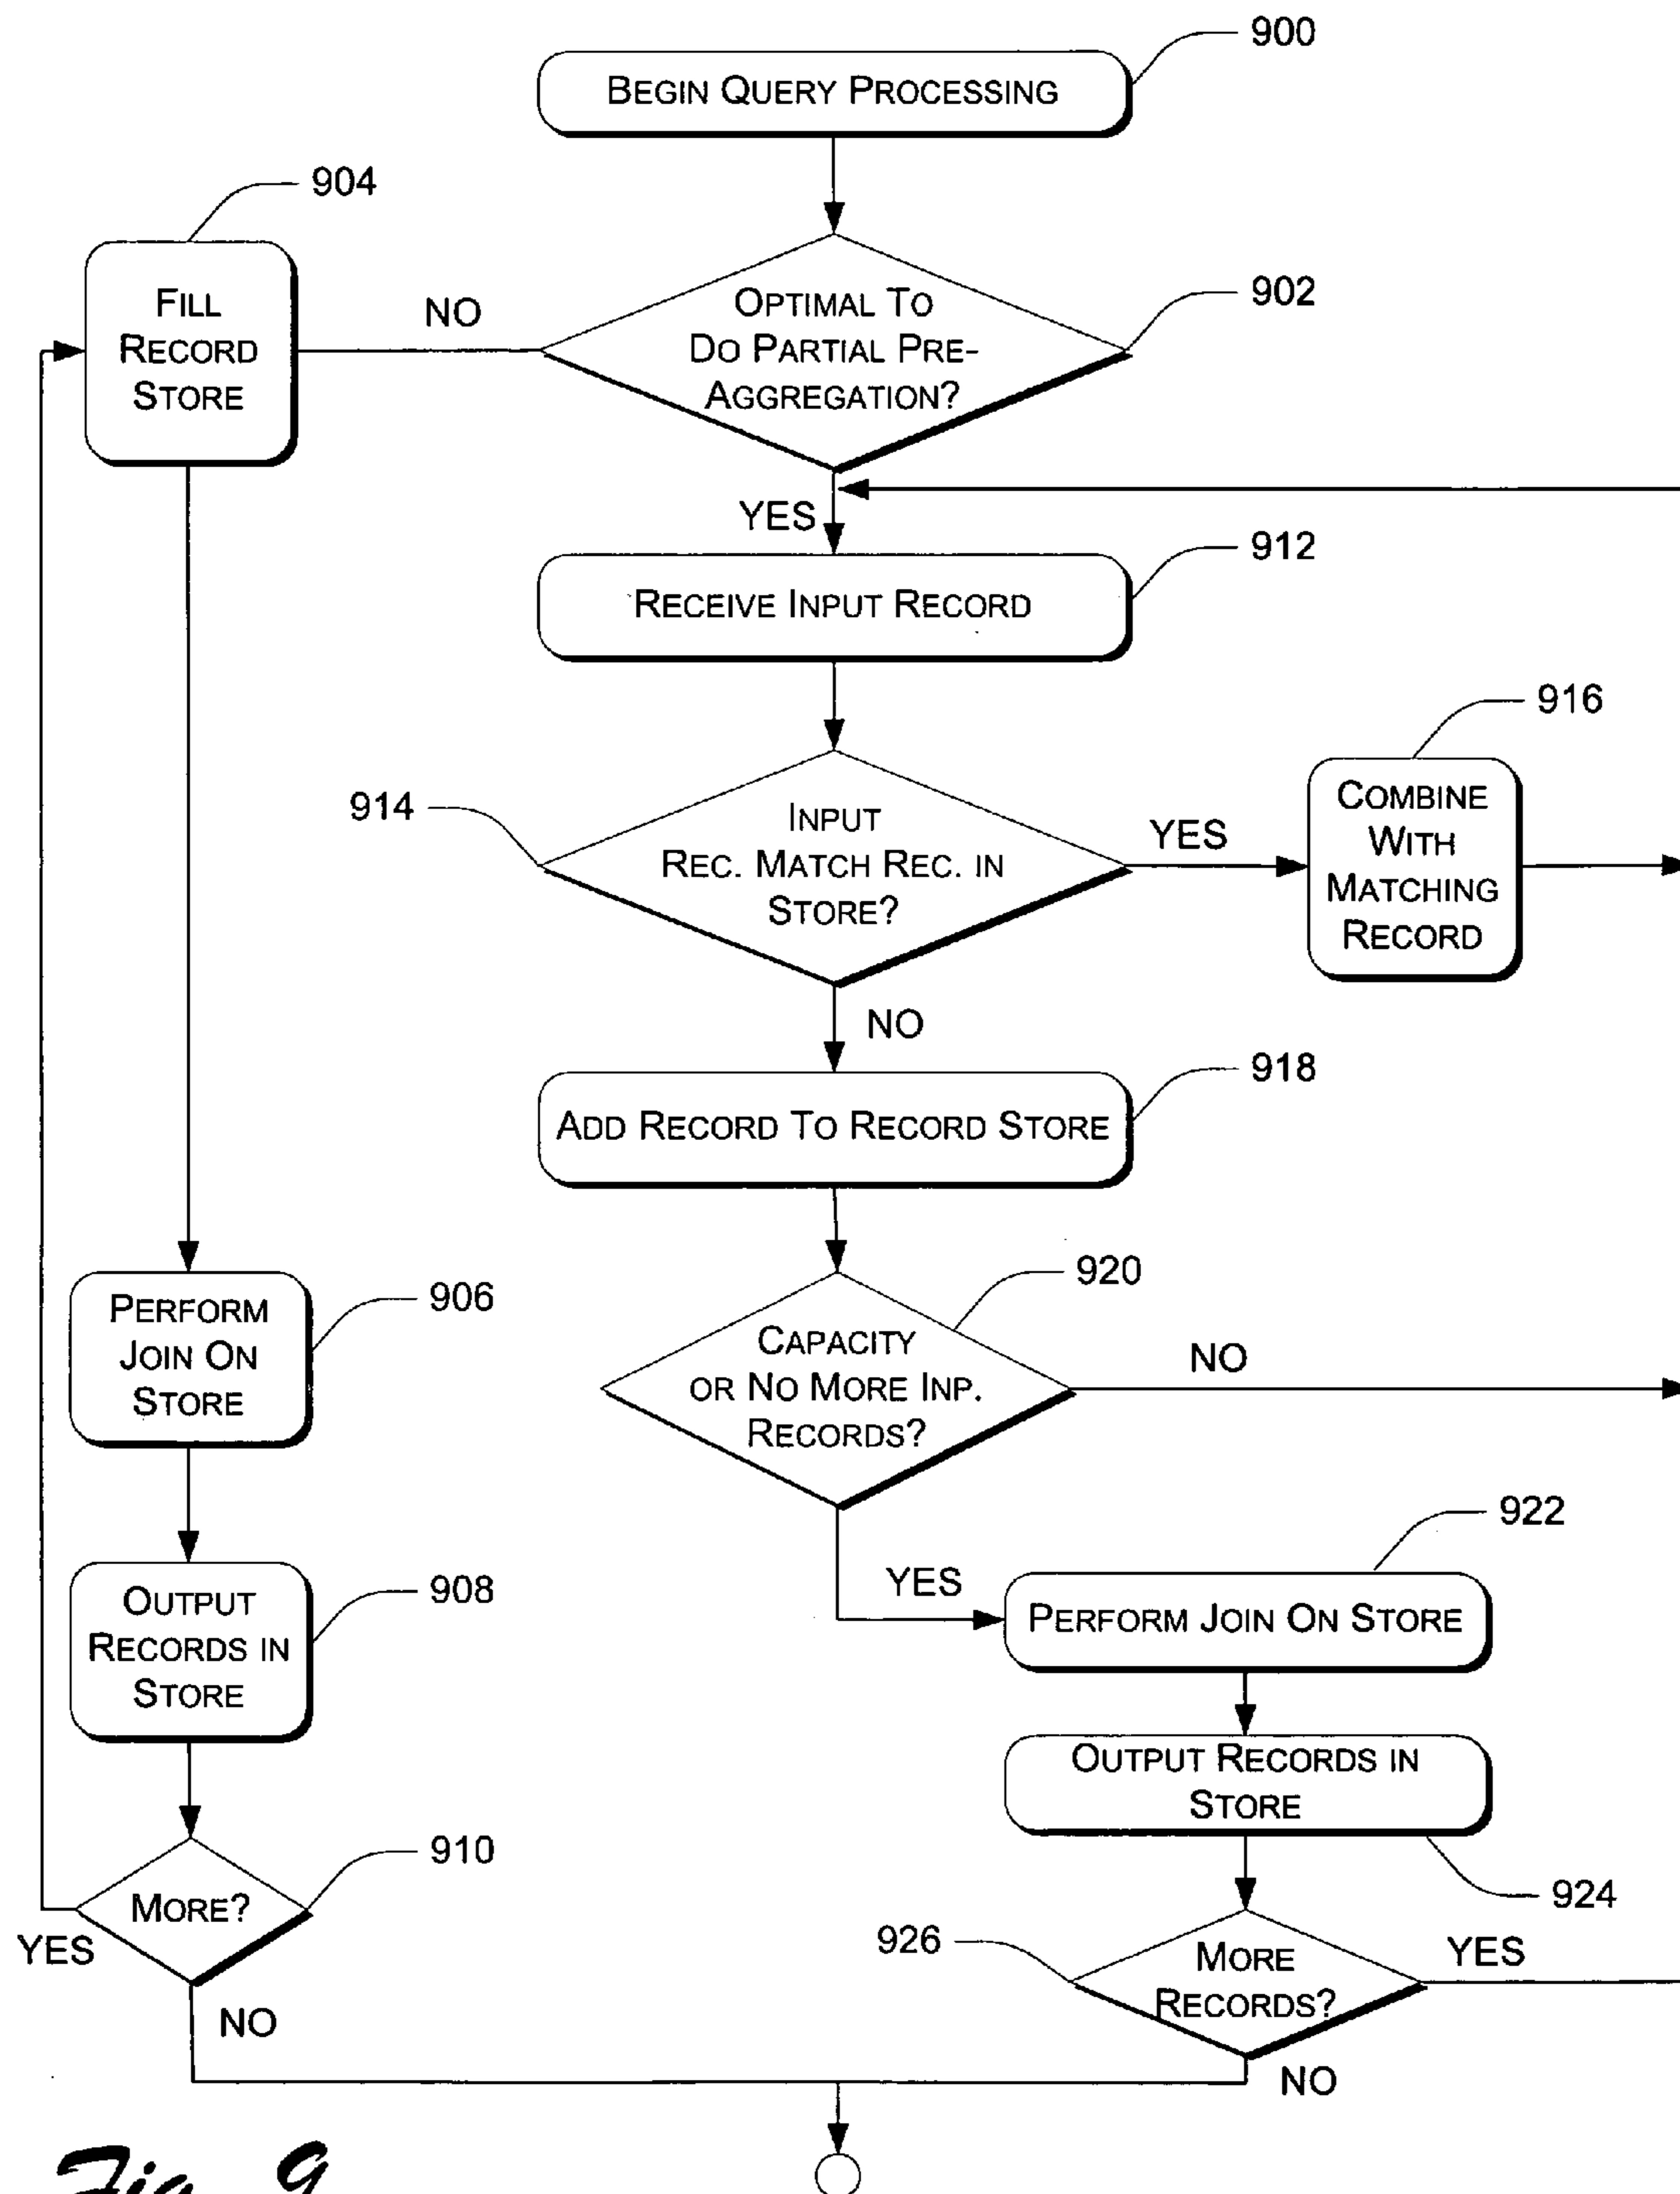 900
BEGIN QUERY PROCESSING
904
FILL
RECORD
STORE
NO
OPTIMAL TO
DO PARTIAL PRE-
AGGREGATION?
902
YES
912
RECEIVE INPUT RECORD
916
914
INPUT
REC. MATCH REC. IN
STORE?
YES
COMBINE
WITH
MATCHING
RECORD
NO
918
ADD RECORD TO RECORD STORE
920
906
PERFORM
JOIN ON
STORE
CAPACITY
OR NO MORE INP.
RECORDS?
NO
922
YES
PERFORM JOIN ON STORE
908
OUTPUT
RECORDS IN
STORE
OUTPUT RECORDS IN
STORE
910
MORE?
YES
924
926
MORE
RECORDS?
YES
NO
NO
Fig. 9